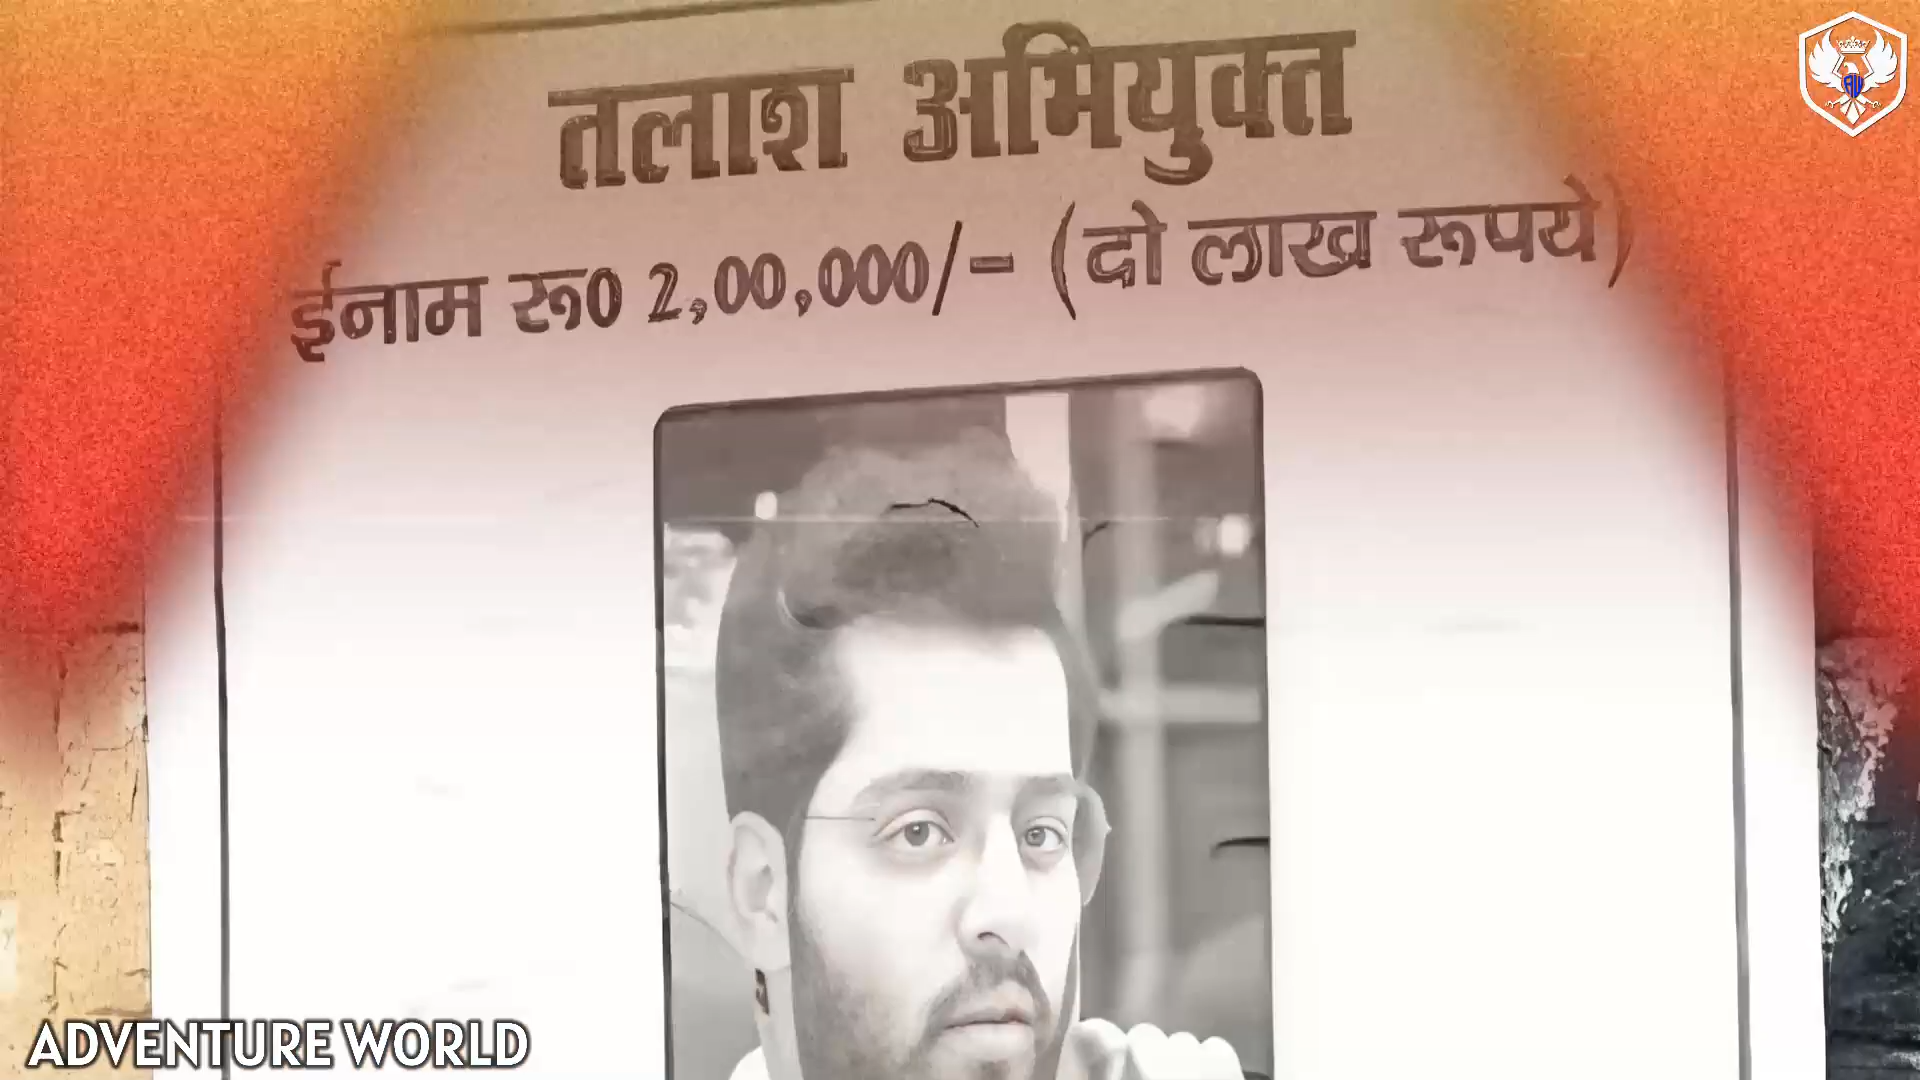 तलाश अभियुक्त
ईनाम रू0 2,00,000/- (दो लाख रूपये)
ADVENTURE WORLD